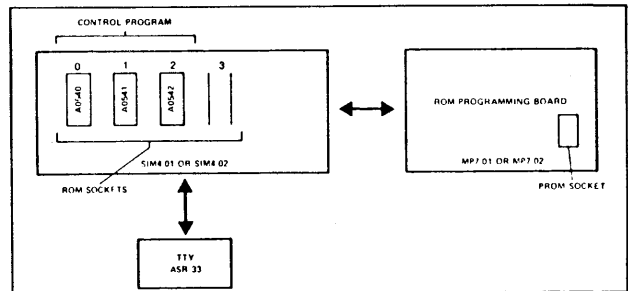 CONTROL PROGRAM
0 1 2 3
A0540 A0541 A0542
ROM PROGRAMMING BOARD
SIM4 01 OR SIM4 02
MP7 01 OR MP7 02
ROM SOCKETS
PROM SOCKET
TTY
ASR 33